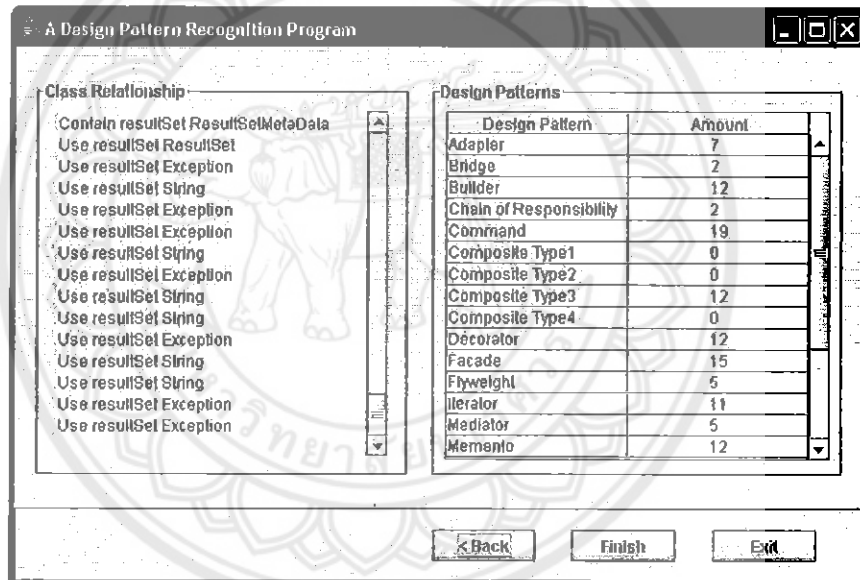 A Design Pattern Recognition Program
Class Relationship
Contain resultSet ResultSetMetaData
Use resultSet ResultSet
Use resultSet Exception
Use resultSet String
Use resultSet Exception
Use resultSet Exception
Use resultSet String
Use resultSet Exception
Use resultSet String
Use resultSet String
Use resultSet Exception
Use resultSet String
Use resultSet String
Use resultSet Exception
Use resultSet Exception
Design Patterns
Design Pattern Amount
Adapter 7
Bridge 2
Builder 12
Chain of Responsibility 2
Command 19
Composite Type1 0
Composite Type2 0
Composite Type3 12
Composite Type4 0
Decorator 12
Facade 15
Flyweight 5
Iterator 11
Mediator 5
Memento 12
< Back Finish Exit